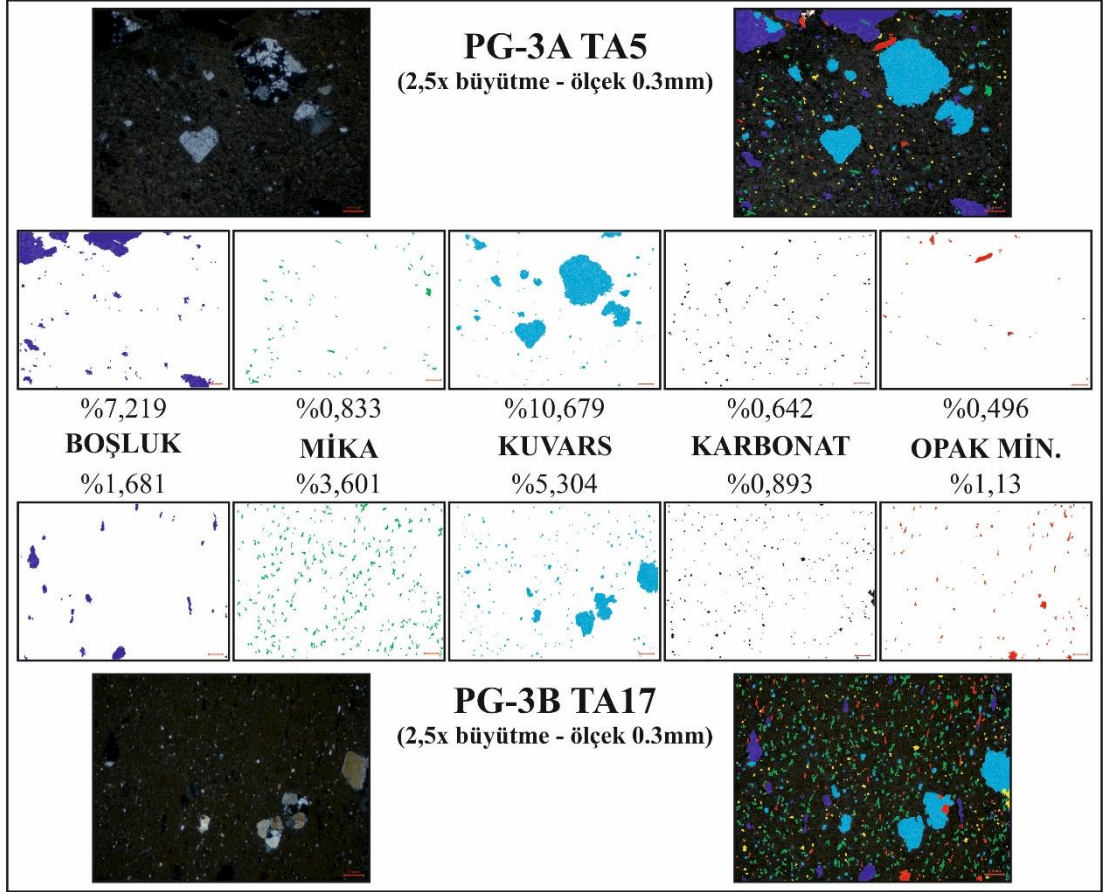 PG-3A TA5
(2,5x büyütme - ölçek 0.3mm)
%7,219 %0,833 %10,679 %0,642 %0,496
BOŞLUK MİKA KUVARS KARBONAT OPAK MİN.
%1,681 %3,601 %5,304 %0,893 %1,13
PG-3B TA17
(2,5x büyütme - ölçek 0.3mm)